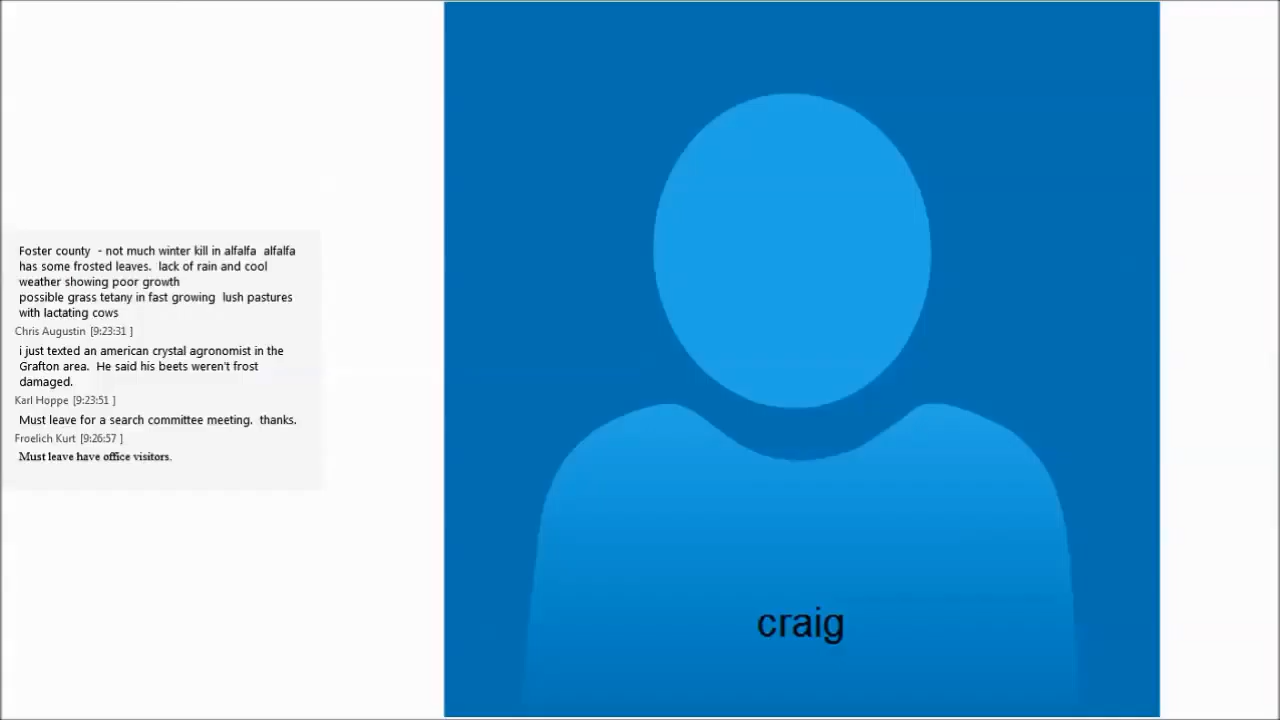 Foster county  - not much winter kill in alfalfa  alfalfa
has some frosted leaves.  lack of rain and cool
weather showing poor growth
possible grass tetany in fast growing  lush pastures
with lactating cows
Chris Augustin [9:23:31 ]
i just texted an american crystal agronomist in the
Grafton area.  He said his beets weren't frost
damaged.
Karl Hoppe [9:23:51 ]
Must leave for a search committee meeting.  thanks.
Froelich Kurt [9:26:57 ]
Must leave have office visitors.
craig